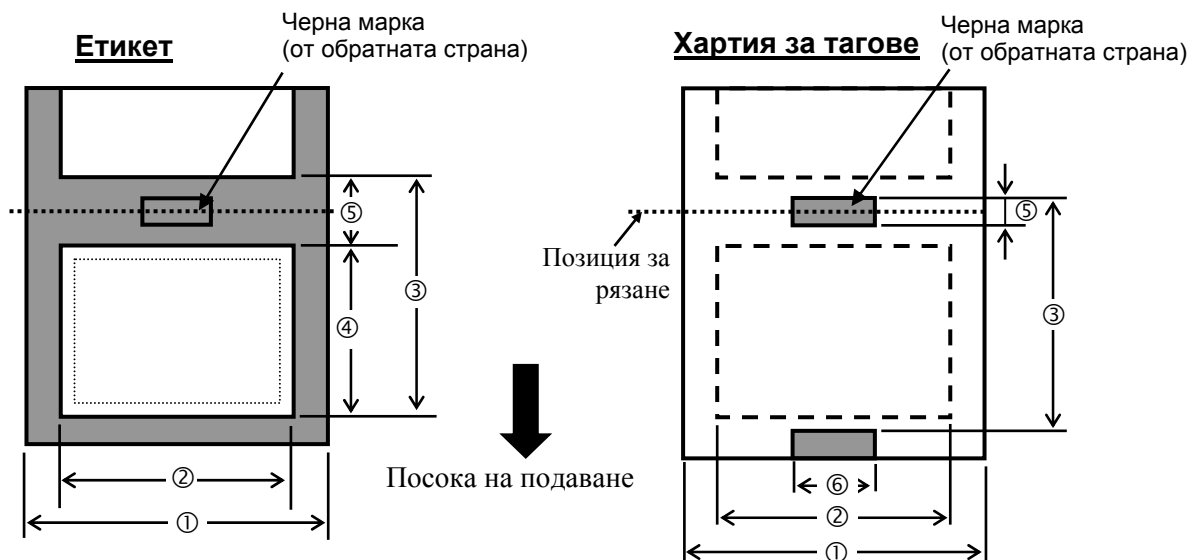 Етикет
Черна марка
(от обратната страна)
⑤
③
④
②
①
Посока на подаване
Хартия за тагове
Черна марка
(от обратната страна)
Позиция за
рязане
⑤
③
⑥
②
①